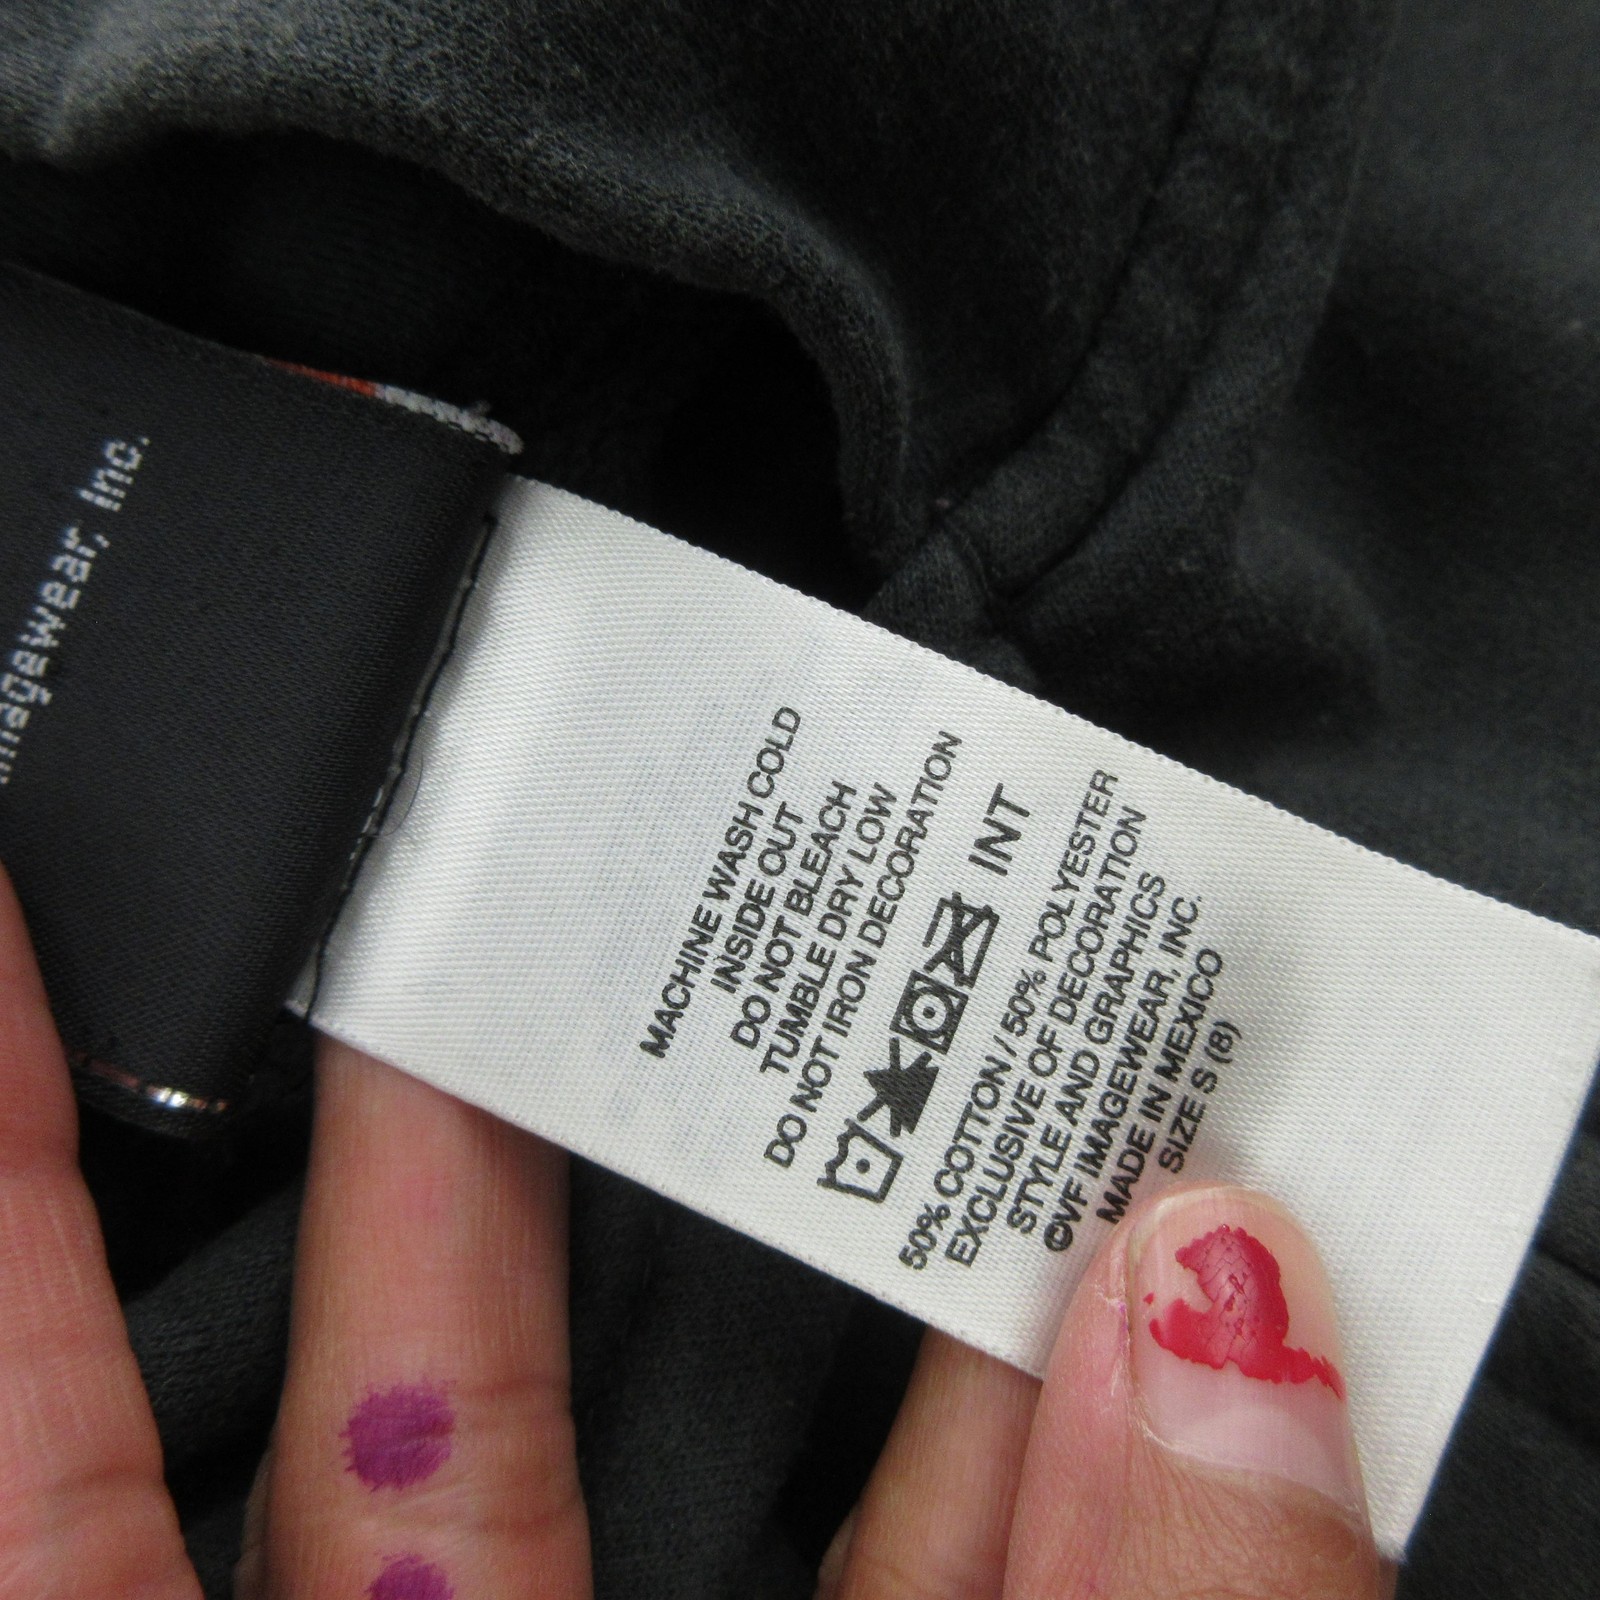 Imagewear, Inc.
MACHINE WASH COLD
INSIDE OUT
DO NOT BLEACH
TUMBLE DRY LOW
DO NOT IRON DECORATION
INT
50% COTTON / 50% POLYESTER
EXCLUSIVE OF DECORATION
STYLE AND GRAPHICS
©VF IMAGEWEAR, INC.
MADE IN MEXICO
SIZE S (8)